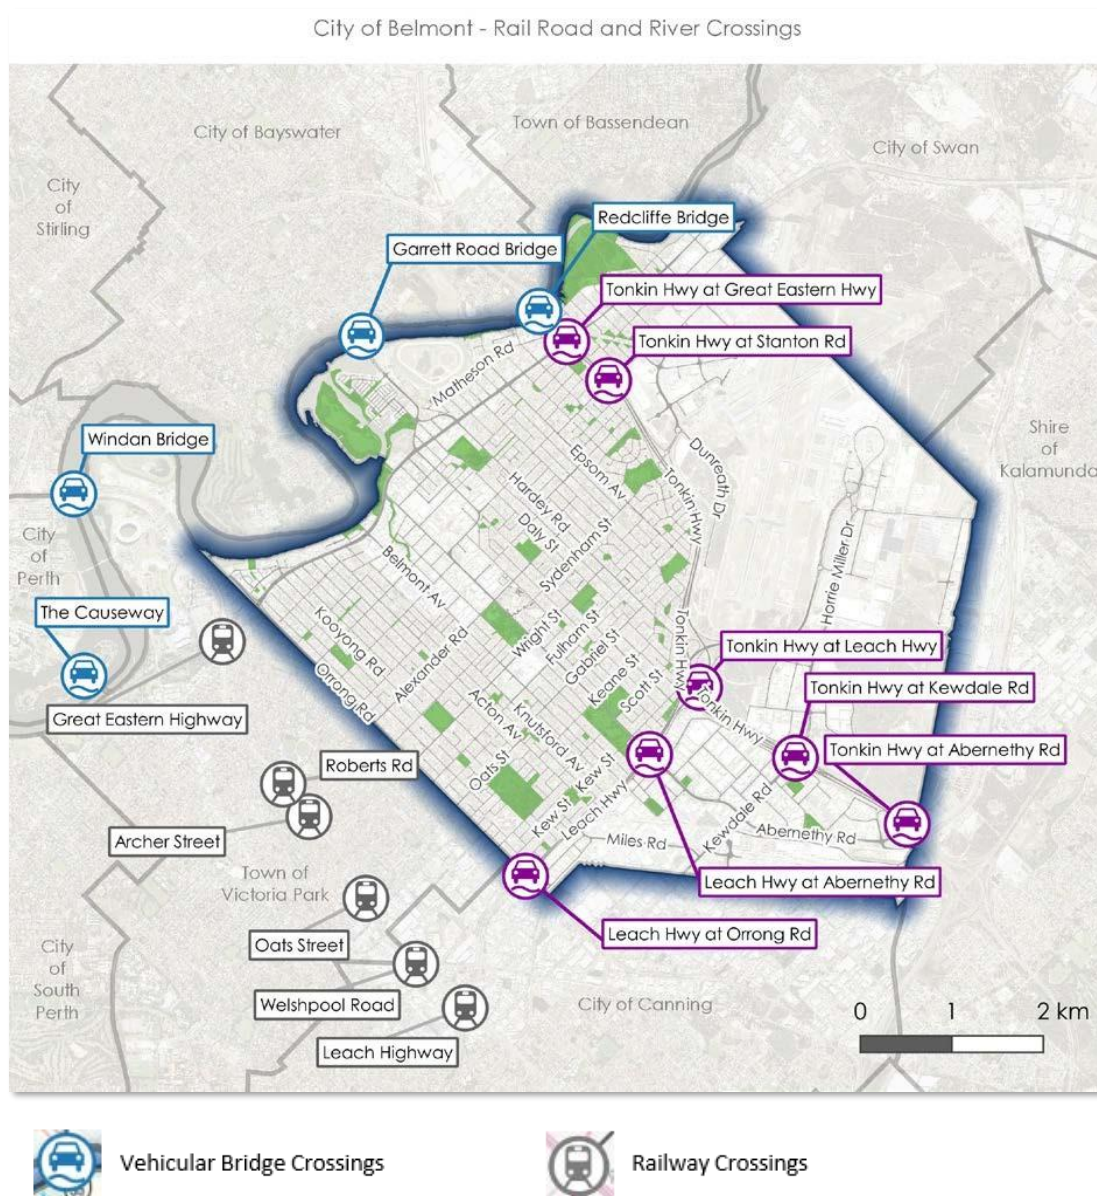 City of Belmont - Rail Road and River Crossings
City of Bayswater
Town of Bassendean
City of Swan
City
of
Stirling
Redcliffe Bridge
Garrett Road Bridge
Tonkin Hwy at Great Eastern Hwy
Tonkin Hwy at Stanton Rd
Matheson Rd
Shire
of
Kalamunda
Windan Bridge
Dunreath Dr
Epsom Av
Tonkin Hwy
Hardey Rd
Daly St
Sydenham St
City
of
Perth
Belmont Av
Horrie Miller Dr
The Causeway
Kooyong Rd
Wright St
Fulham St
Gabriel St
Tonkin Hwy
Alexander Rd
Keane St
Scott St
Tonkin Hwy at Leach Hwy
Orrong Rd
Tonkin Hwy at Kewdale Rd
Great Eastern Highway
Acton Av
Knutsford Av
Tonkin Hwy
Tonkin Hwy at Abernethy Rd
Roberts Rd
Oats St
Kew St
Kew St
Leach Hwy
Kewdale Rd
Abernethy Rd
Miles Rd
Archer Street
Town of
Victoria Park
Leach Hwy at Abernethy Rd
Oats Street
Leach Hwy at Orrong Rd
City
of
South
Perth
Welshpool Road
City of Canning
Leach Highway
0 1 2 km
Vehicular Bridge Crossings
Railway Crossings